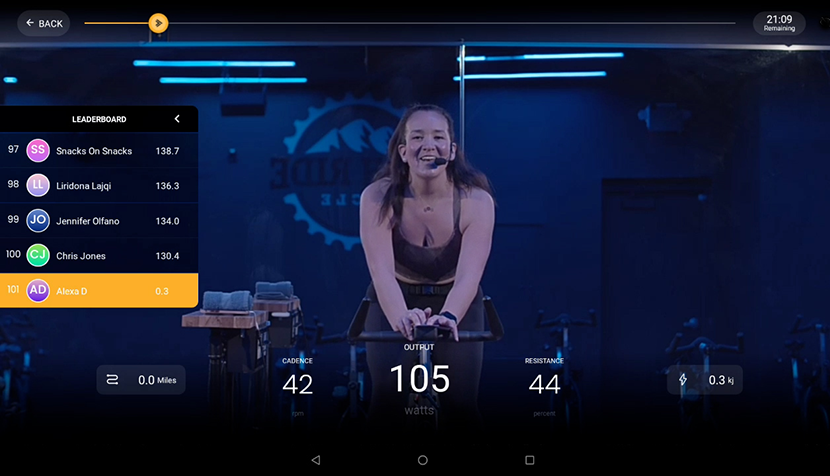 BACK
21:09
Remaining
LEADERBOARD
97 SS Snacks On Snacks 138.7
98 LL Liridona Lajqi 136.3
99 JO Jennifer Olfano 134.0
100 CJ Chris Jones 130.4
101 AD Alexa D 0.3
RIDE
CYCLE
OUTPUT
CADENCE
RESISTANCE
42
105
44
0.0 Miles
0.3 kj
rpm
watts
percent